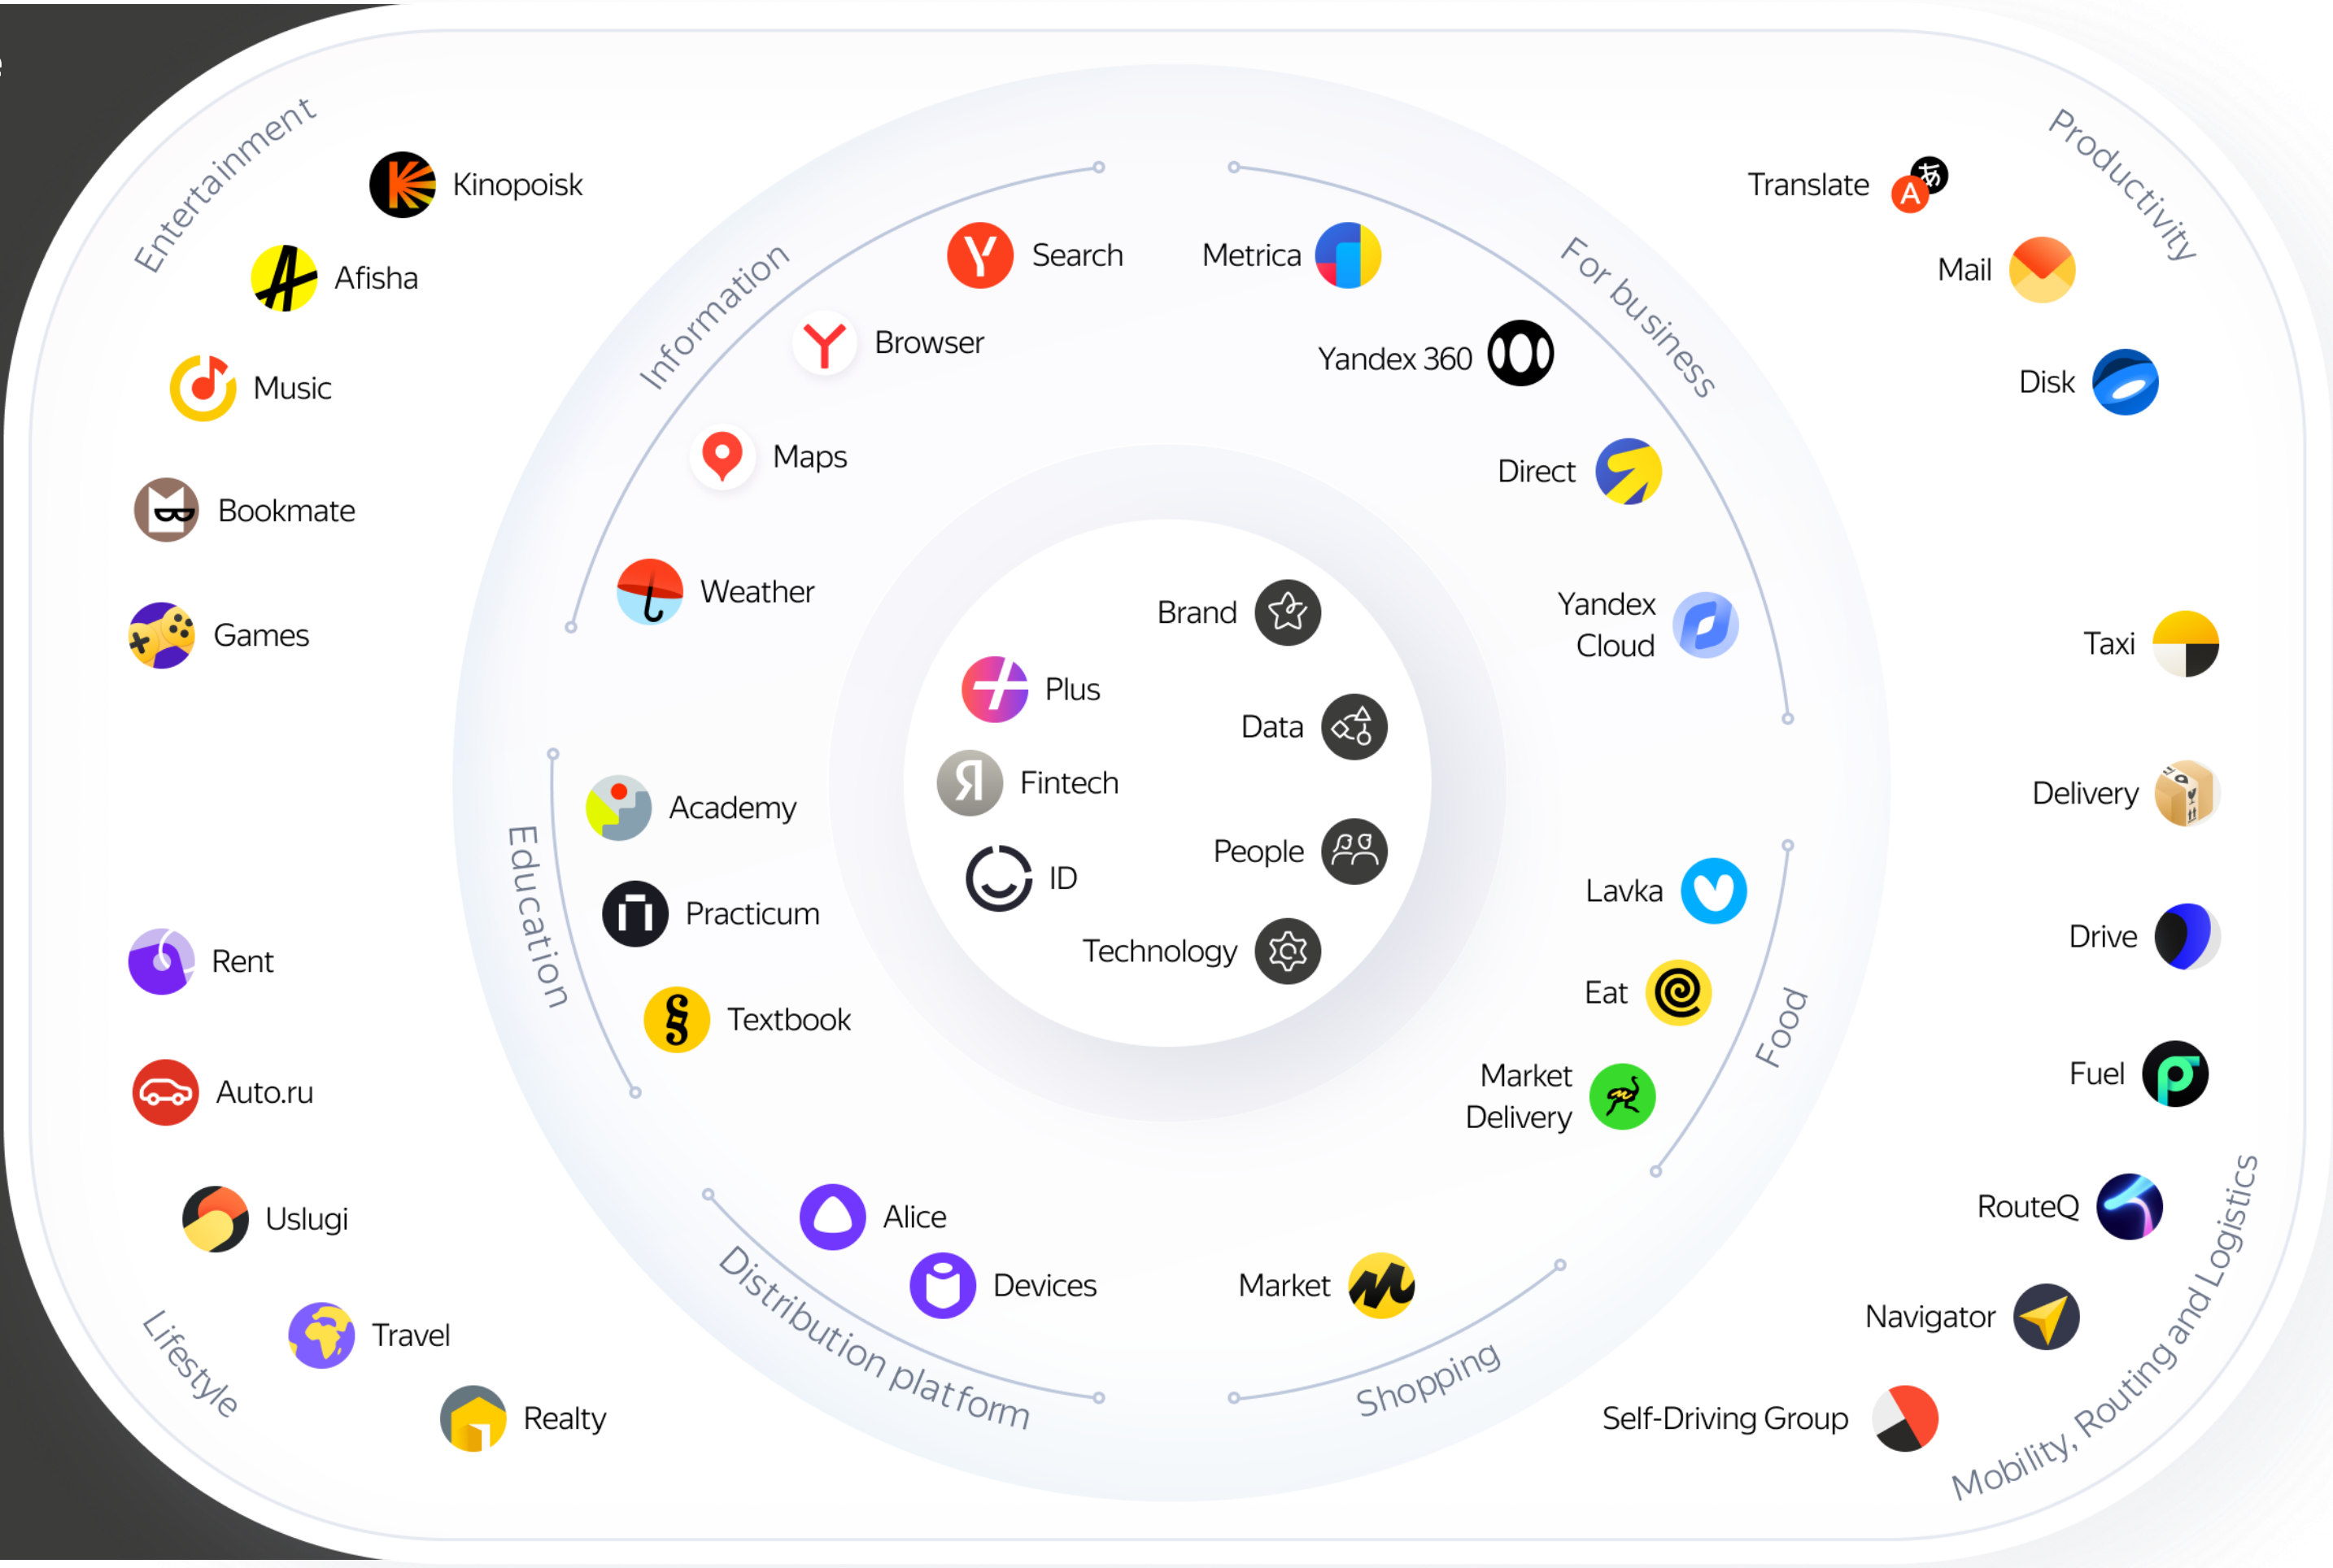 e
Entertainment
Kinopoisk
Afisha
Music
Bookmate
Games
Information
Search
Browser
Maps
Weather
For business
Metrica
Yandex 360
Direct
Yandex
Cloud
Productivity
Translate
あ
A
Mail
Disk
Brand
Data
People
Technology
Plus
Я
Fintech
ID
Education
Academy
Practicum
Textbook
Food
Lavka
Eat
Market
Delivery
Taxi
Delivery
Drive
Fuel
RouteQ
Navigator
Self-Driving Group
Mobility, Routing and Logistics
Rent
Auto.ru
Uslugi
Travel
Realty
Lifestyle
Alice
Devices
Distribution platform
Market
Shopping